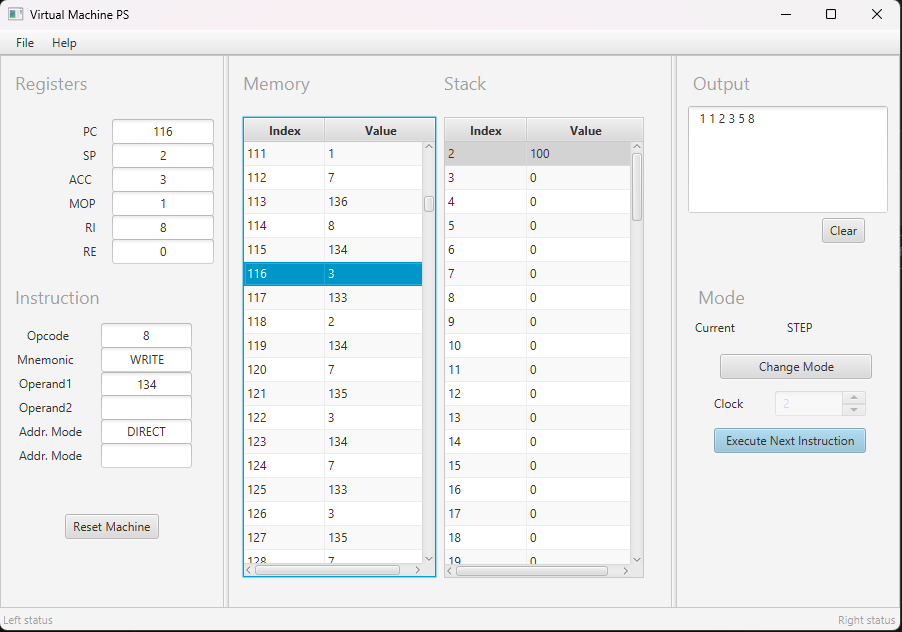 Virtual Machine PS
File Help
Registers
PC 116
SP 2
ACC 3
MOP 1
RI 8
RE 0
Instruction
Opcode 8
Mnemonic WRITE
Operand1 134
Operand2
Addr. Mode DIRECT
Addr. Mode
Reset Machine
Memory
Index Value
111 1
112 7
113 136
114 8
115 134
116 3
117 133
118 2
119 134
120 7
121 135
122 3
123 134
124 7
125 133
126 3
127 135
128 7
Stack
Index Value
2 100
3 0
4 0
5 0
6 0
7 0
8 0
9 0
10 0
11 0
12 0
13 0
14 0
15 0
16 0
17 0
18 0
19 0
Output
1 1 2 3 5 8
Clear
Mode
Current STEP
Change Mode
Clock 2
Execute Next Instruction
Left status
Right status